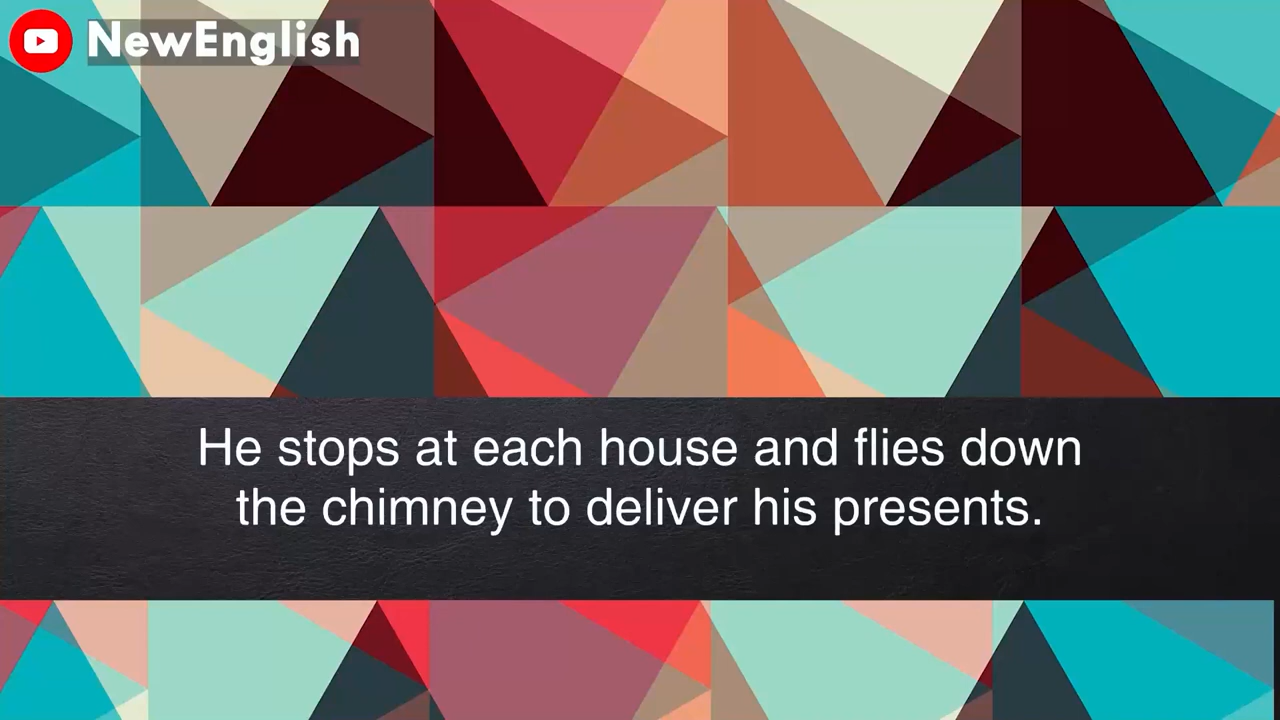 NewEnglish
He stops at each house and flies down
the chimney to deliver his presents.